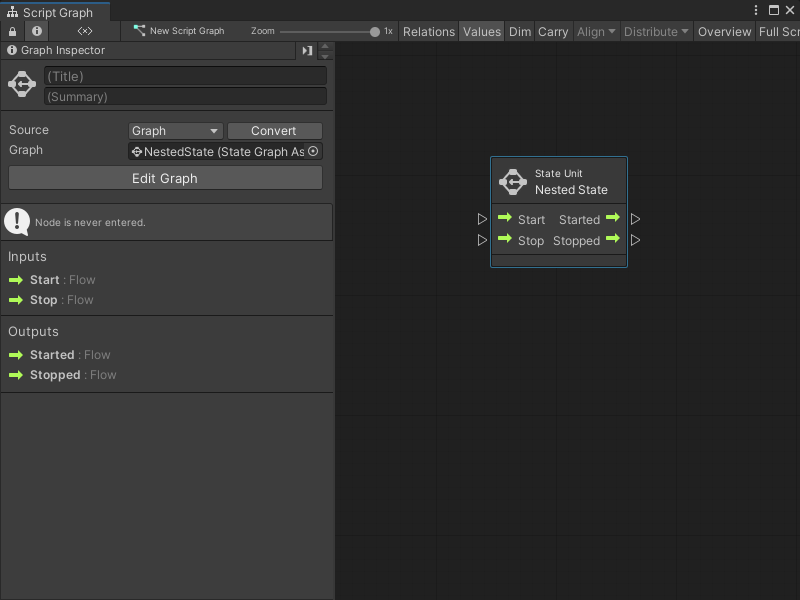 Script Graph
New Script Graph Zoom 1x Relations Values Dim Carry Align Distribute Overview Full Scr
Graph Inspector
(Title)
(Summary)
Source Graph Convert
Graph NestedState (State Graph As
Edit Graph
Node is never entered.
Inputs
Start : Flow
Stop : Flow
Outputs
Started : Flow
Stopped : Flow
State Unit
Nested State
Start Started
Stop Stopped